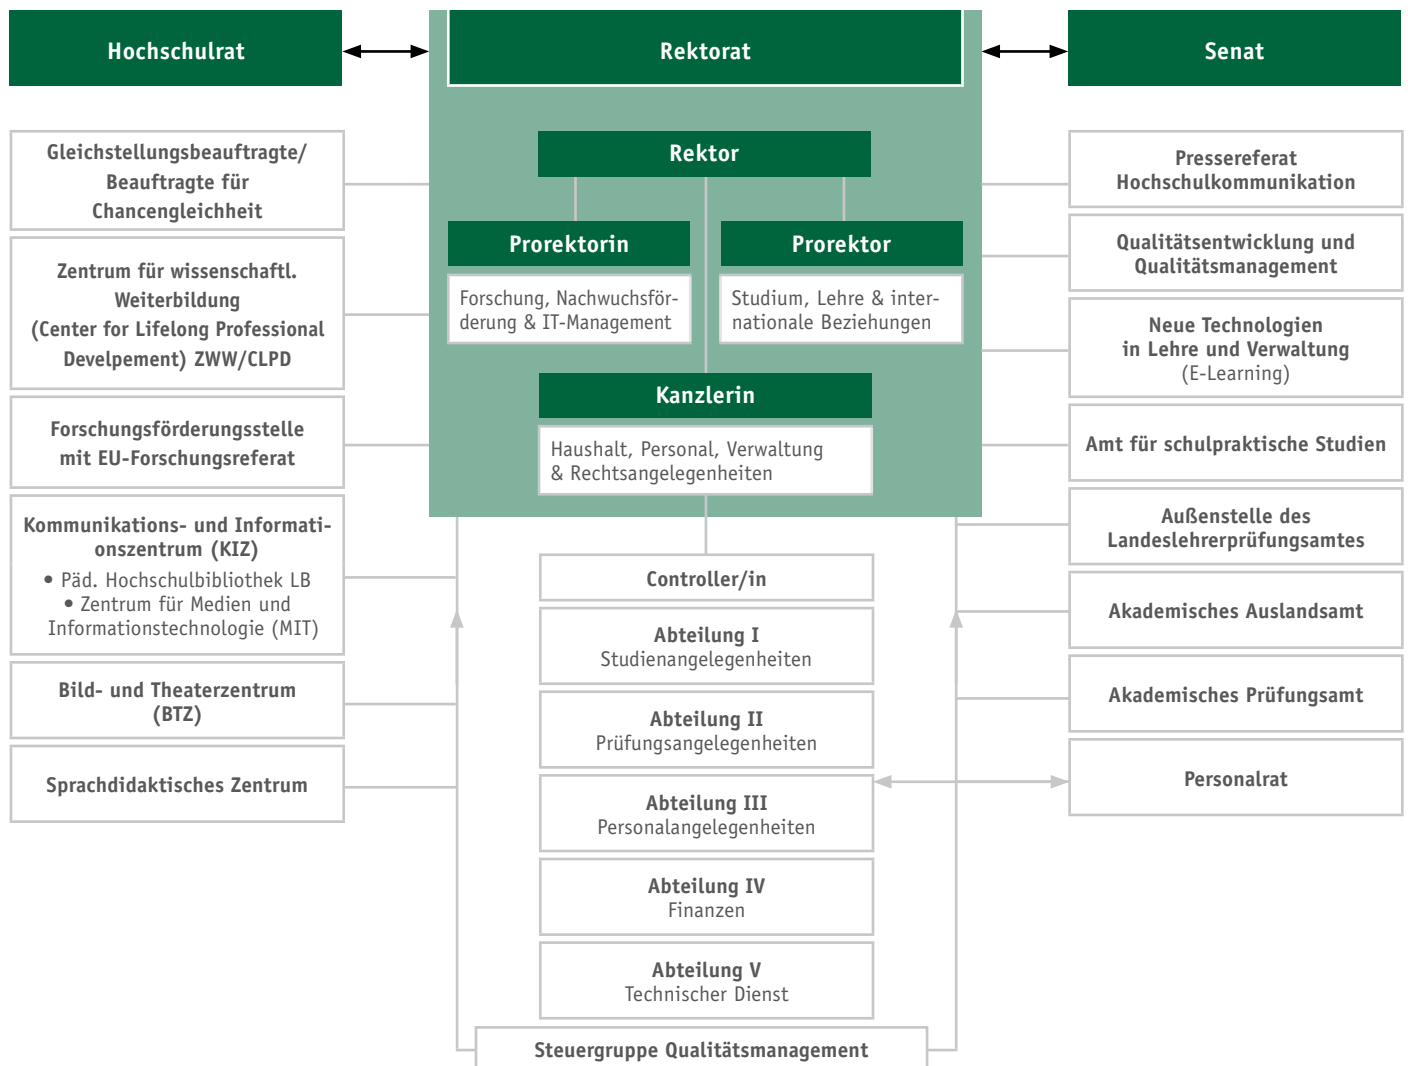 Hochschulrat
Rektorat
Senat
Gleichstellungsbeauftragte/
Beauftragte für
Chancengleichheit
Zentrum für wissenschaftl.
Weiterbildung
(Center for Lifelong Professional
Develpement) ZWW/CLPD
Forschungsförderungsstelle
mit EU-Forschungsreferat
Kommunikations- und Informati-
onszentrum (KIZ)
• Päd. Hochschulbibliothek LB
• Zentrum für Medien und
Informationstechnologie (MIT)
Bild- und Theaterzentrum
(BTZ)
Sprachdidaktisches Zentrum
Rektor
Prorektorin
Forschung, Nachwuchsför-
derung & IT-Management
Prorektor
Studium, Lehre & inter-
nationale Beziehungen
Kanzlerin
Haushalt, Personal, Verwaltung
& Rechtsangelegenheiten
Controller/in
Abteilung I
Studienangelegenheiten
Abteilung II
Prüfungsangelegenheiten
Abteilung III
Personalangelegenheiten
Abteilung IV
Finanzen
Abteilung V
Technischer Dienst
Steuergruppe Qualitätsmanagement
Pressereferat
Hochschulkommunikation
Qualitätsentwicklung und
Qualitätsmanagement
Neue Technologien
in Lehre und Verwaltung
(E-Learning)
Amt für schulpraktische Studien
Außenstelle des
Landeslehrerprüfungsamtes
Akademisches Auslandsamt
Akademisches Prüfungsamt
Personalrat